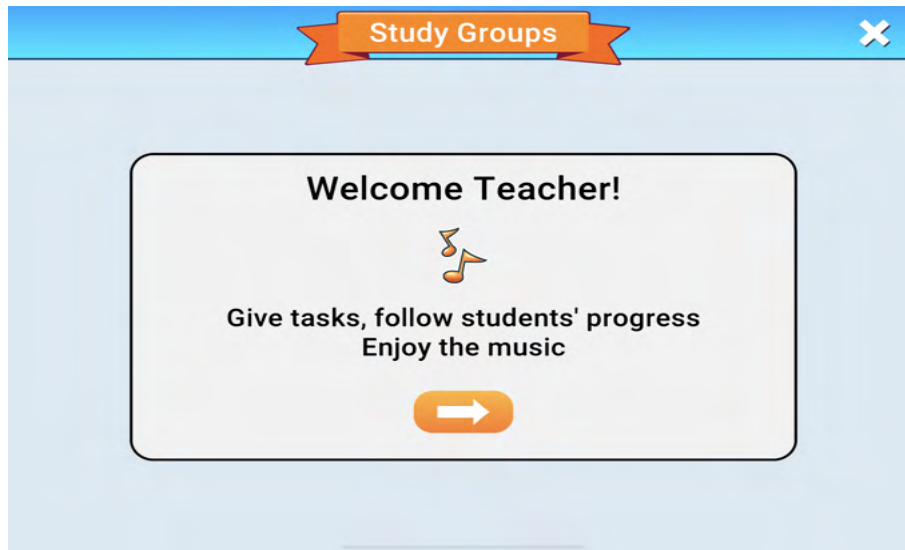 Study Groups
Welcome Teacher!
Give tasks, follow students' progress
Enjoy the music